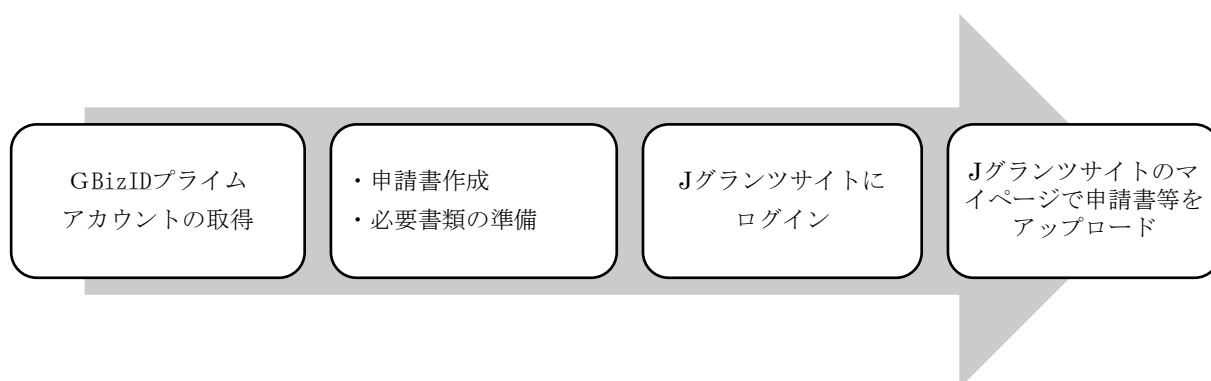 GBizIDプライム
アカウントの取得
・申請書作成
・必要書類の準備
Jグランツサイトに
ログイン
Jグランツサイトのマ
イページで申請書等を
アップロード